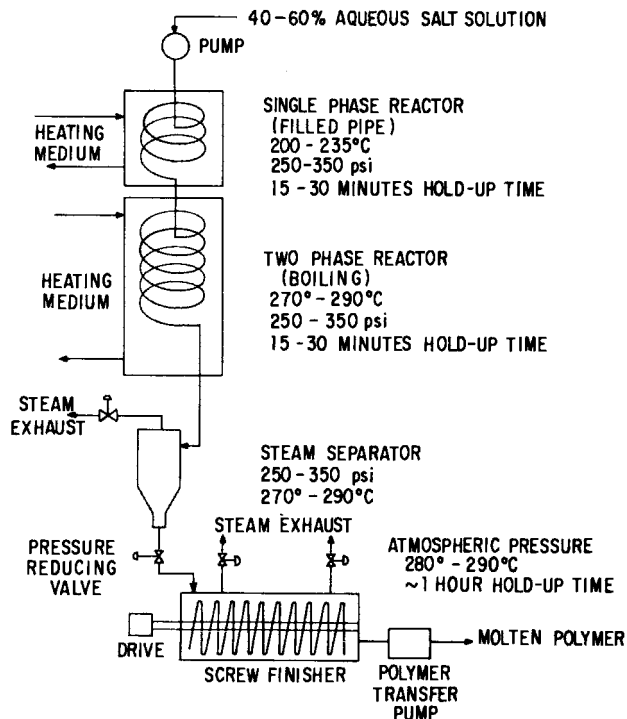 40-60% AQUEOUS SALT SOLUTION
PUMP
HEATING
MEDIUM
SINGLE PHASE REACTOR
(FILLED PIPE)
200 - 235°C
250-350 psi
15 - 30 MINUTES HOLD-UP TIME
HEATING
MEDIUM
TWO PHASE REACTOR
(BOILING)
270° - 290°C
250 - 350 psi
15 - 30 MINUTES HOLD-UP TIME
STEAM
EXHAUST
STEAM SEPARATOR
250 - 350 psi
270° - 290°C
STEAM EXHAUST
PRESSURE
REDUCING
VALVE
ATMOSPHERIC PRESSURE
280° - 290°C
~1 HOUR HOLD-UP TIME
DRIVE
SCREW FINISHER
MOLTEN POLYMER
POLYMER
TRANSFER
PUMP